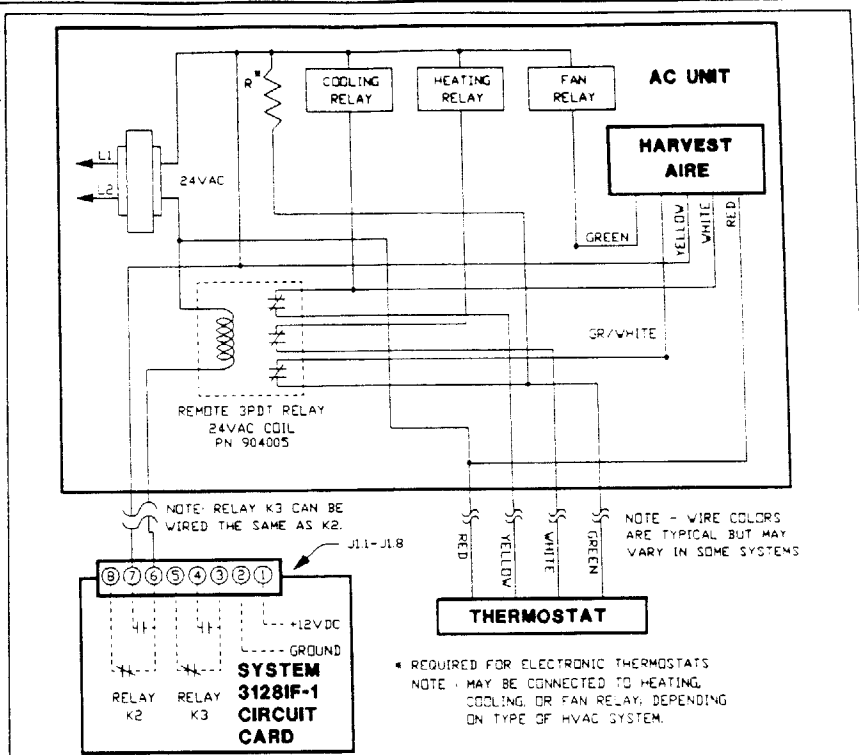 AC UNIT
COOLING
RELAY
HEATING
RELAY
FAN
RELAY
R*
HARVEST
AIRE
L1
L2
24VAC
GREEN
YELLOW
WHITE
RED
GR/WHITE
REMOTE 3PDT RELAY
24VAC COIL
PN 904005
NOTE: RELAY K3 CAN BE
WIRED THE SAME AS K2.
J1.1-J1.8
RED
YELLOW
WHITE
GREEN
NOTE - WIRE COLORS
ARE TYPICAL BUT MAY
VARY IN SOME SYSTEMS
8 7 6 5 4 3 2 1
+12VDC
GROUND
THERMOSTAT
RELAY
K2
RELAY
K3
SYSTEM
3128IF-1
CIRCUIT
CARD
* REQUIRED FOR ELECTRONIC THERMOSTATS
NOTE : MAY BE CONNECTED TO HEATING,
COOLING, OR FAN RELAY; DEPENDING
ON TYPE OF HVAC SYSTEM.